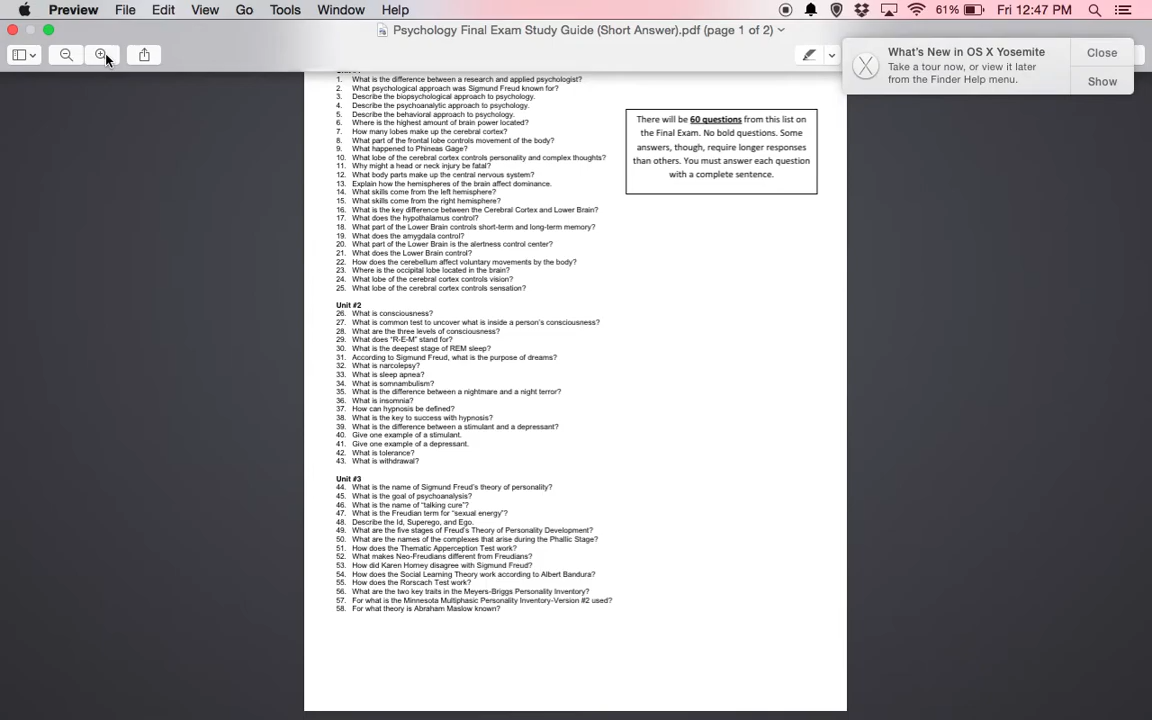 Preview File Edit View Go Tools Window Help 61% Fri 12:47 PM
Psychology Final Exam Study Guide (Short Answer).pdf (page 1 of 2)
What's New in OS X Yosemite
Take a tour now, or view it later
from the Finder Help menu.
Close
Show
1. What is the difference between a research and applied psychologist?
2. What psychological approach was Sigmund Freud known for?
3. Describe the biopsychological approach to psychology.
4. Describe the psychoanalytic approach to psychology.
5. Describe the behavioral approach to psychology.
6. Where is the highest amount of brain power located?
7. How many lobes make up the cerebral cortex?
8. What part of the frontal lobe controls movement of the body?
9. What happened to Phineas Gage?
10. What lobe of the cerebral cortex controls personality and complex thoughts?
11. Why might a head or neck injury be fatal?
12. What body parts make up the central nervous system?
13. Explain how the hemispheres of the brain affect dominance.
14. What skills come from the left hemisphere?
15. What skills come from the right hemisphere?
16. What is the key difference between the Cerebral Cortex and Lower Brain?
17. What does the hypothalamus control?
18. What part of the Lower Brain controls short-term and long-term memory?
19. What does the amygdala control?
20. What part of the Lower Brain is the alertness control center?
21. What does the Lower Brain control?
22. How does the cerebellum affect voluntary movements by the body?
23. Where is the occipital lobe located in the brain?
24. What lobe of the cerebral cortex controls vision?
25. What lobe of the cerebral cortex controls sensation?
There will be 60 questions from this list on
the Final Exam. No bold questions. Some
answers, though, require longer responses
than others. You must answer each question
with a complete sentence.
Unit #2
26. What is consciousness?
27. What is common test to uncover what is inside a person's consciousness?
28. What are the three levels of consciousness?
29. What does "R-E-M" stand for?
30. What is the deepest stage of REM sleep?
31. According to Sigmund Freud, what is the purpose of dreams?
32. What is narcolepsy?
33. What is sleep apnea?
34. What is somnambulism?
35. What is the difference between a nightmare and a night terror?
36. What is insomnia?
37. How can hypnosis be defined?
38. What is the key to success with hypnosis?
39. What is the difference between a stimulant and a depressant?
40. Give one example of a stimulant.
41. Give one example of a depressant.
42. What is tolerance?
43. What is withdrawal?
Unit #3
44. What is the name of Sigmund Freud's theory of personality?
45. What is the goal of psychoanalysis?
46. What is the name of "talking cure"?
47. What is the Freudian term for "sexual energy"?
48. Describe the Id, Superego, and Ego.
49. What are the five stages of Freud's Theory of Personality Development?
50. What are the names of the complexes that arise during the Phallic Stage?
51. How does the Thematic Apperception Test work?
52. What makes Neo-Freudians different from Freudians?
53. How did Karen Horney disagree with Sigmund Freud?
54. How does the Social Learning Theory work according to Albert Bandura?
55. How does the Rorscach Test work?
56. What are the two key traits in the Meyers-Briggs Personality Inventory?
57. For what is the Minnesota Multiphasic Personality Inventory-Version #2 used?
58. For what theory is Abraham Maslow known?